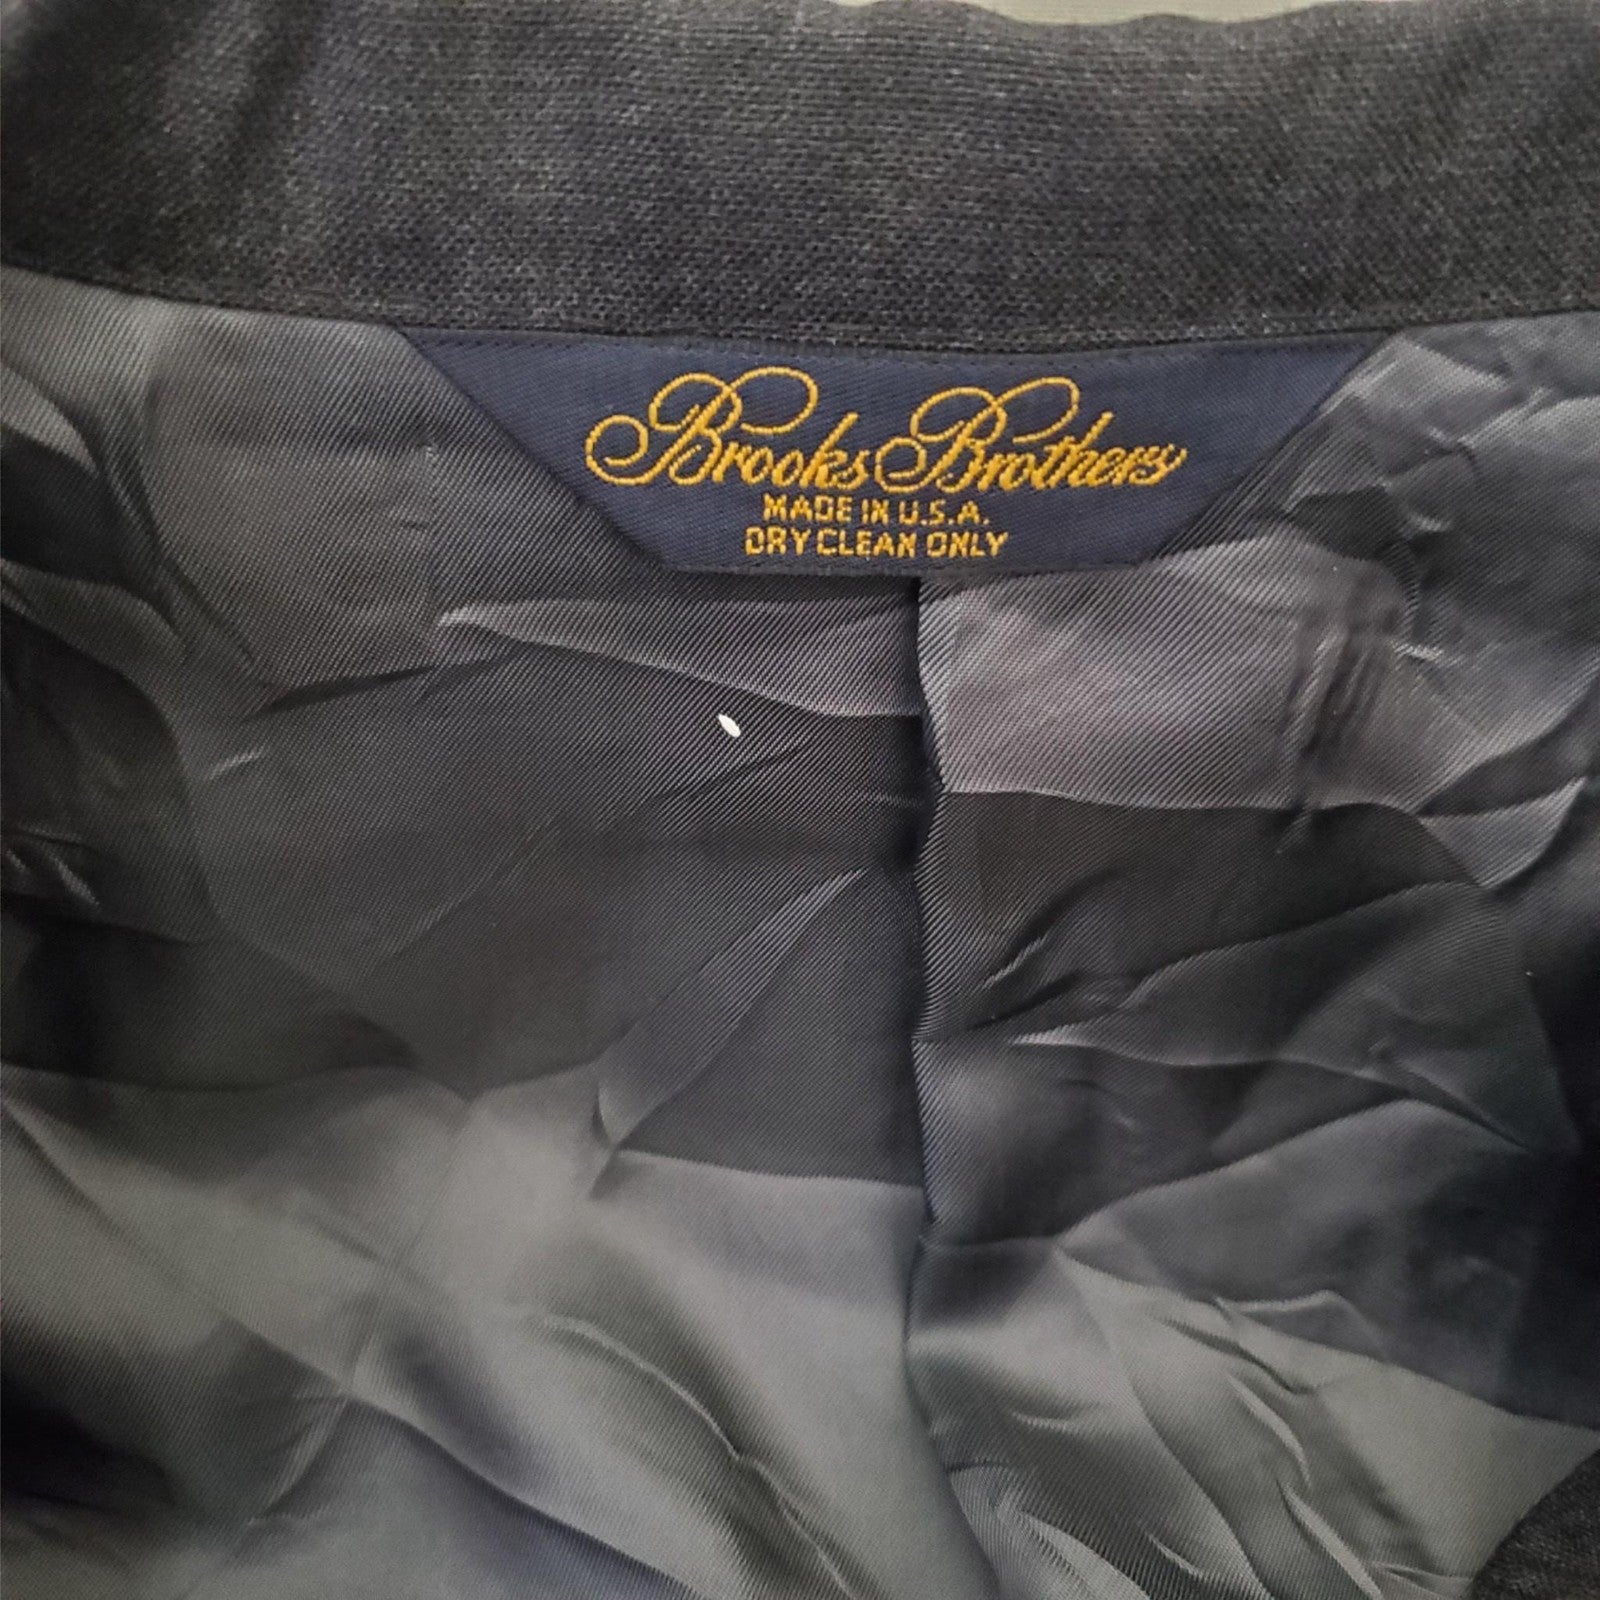 Brooks Brothers
MADE IN U.S.A.
DRY CLEAN ONLY